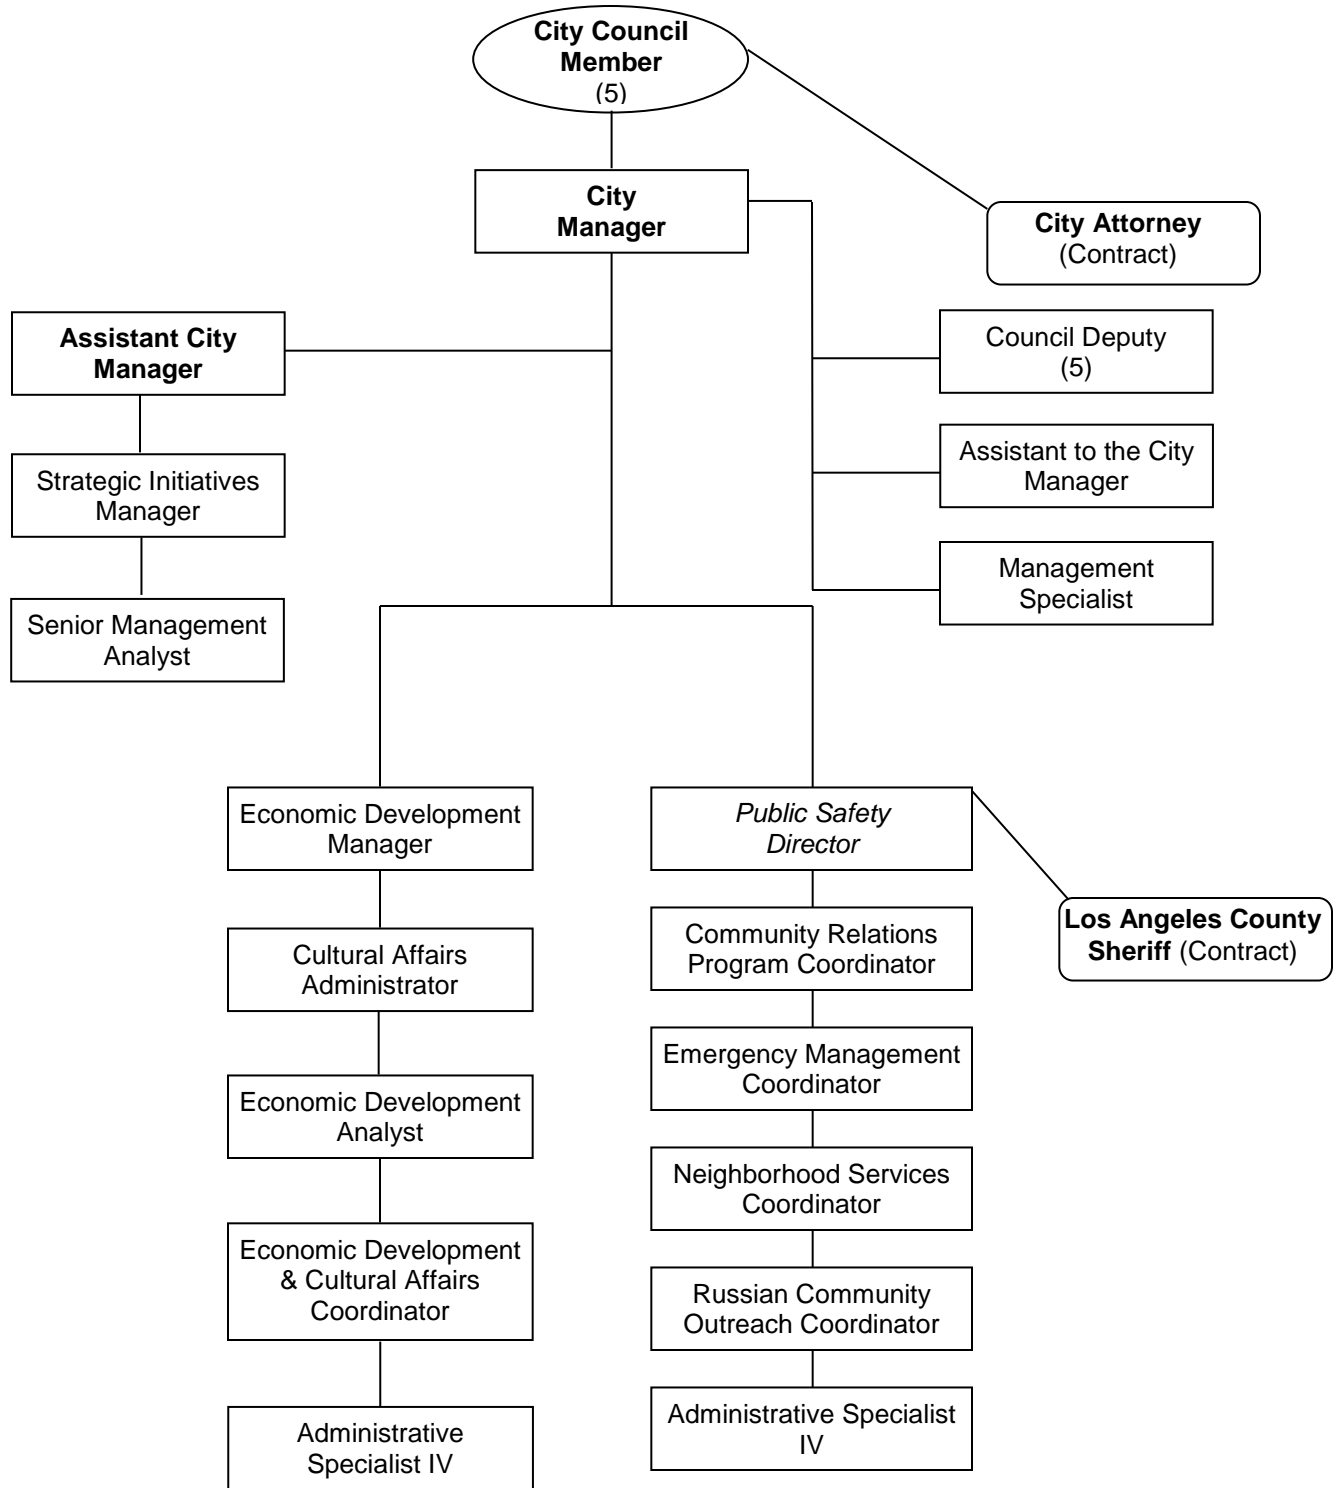 City Council
Member
(5)
City
Manager
City Attorney
(Contract)
Assistant City
Manager
Council Deputy
(5)
Strategic Initiatives
Manager
Assistant to the City
Manager
Senior Management
Analyst
Management
Specialist
Economic Development
Manager
Public Safety
Director
Los Angeles County
Sheriff (Contract)
Cultural Affairs
Administrator
Community Relations
Program Coordinator
Economic Development
Analyst
Emergency Management
Coordinator
Neighborhood Services
Coordinator
Economic Development
& Cultural Affairs
Coordinator
Russian Community
Outreach Coordinator
Administrative
Specialist IV
Administrative Specialist
IV